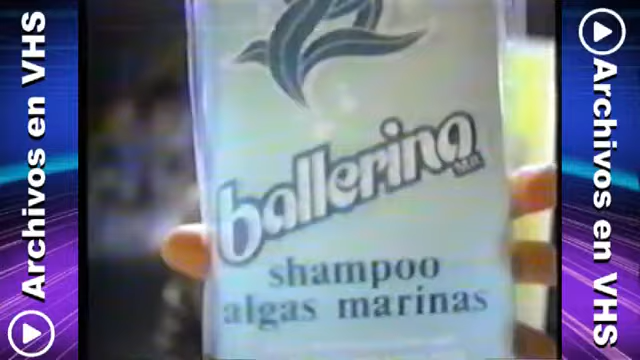 Archivos en VHS
ballerina
shampoo
algas marinas
Archivos en VHS